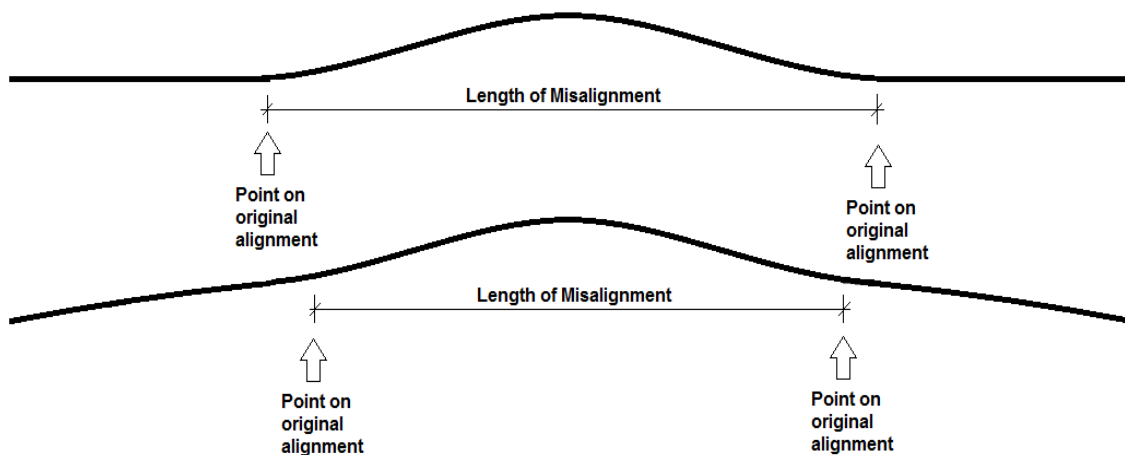 Length of Misalignment
Point on
original
alignment
Point on
original
alignment
Length of Misalignment
Point on
original
alignment
Point on
original
alignment